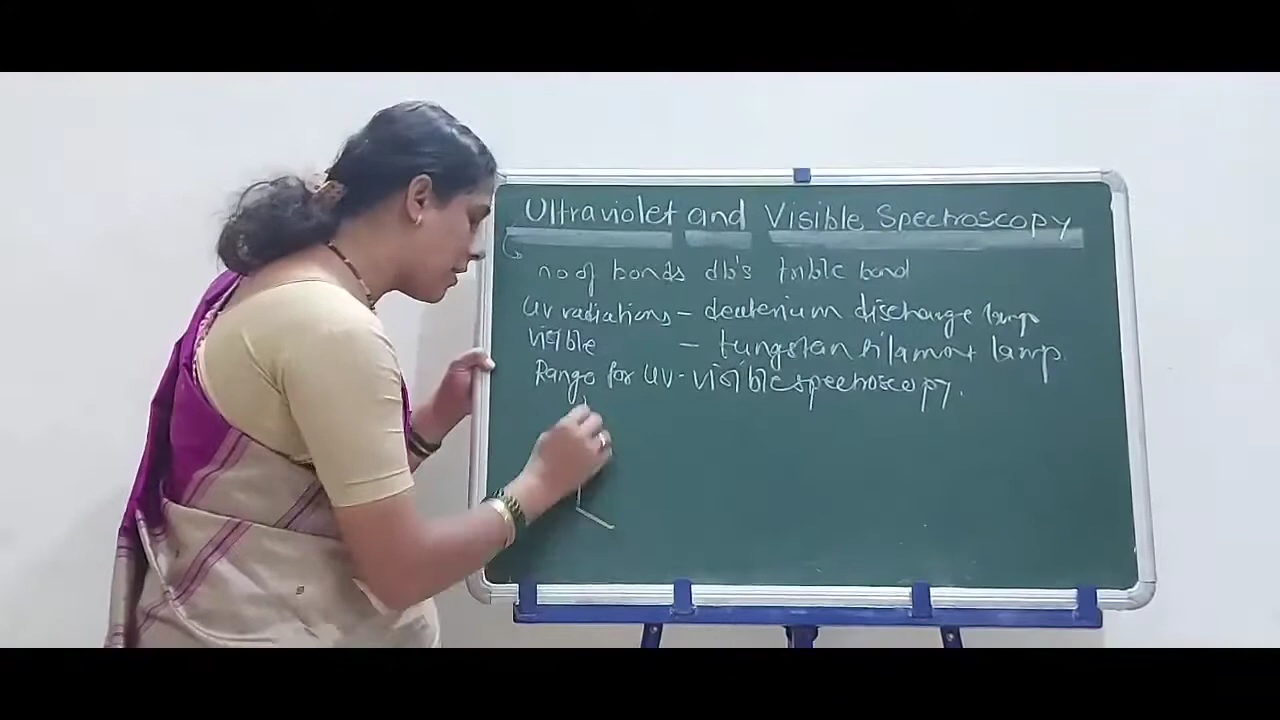 Ultraviolet and Visible Spectroscopy
no of bonds db's trible bond
UV radiations - deuterium discharge lamp
Visible - tungsten filament lamp.
Range for UV-Visible spectroscopy.